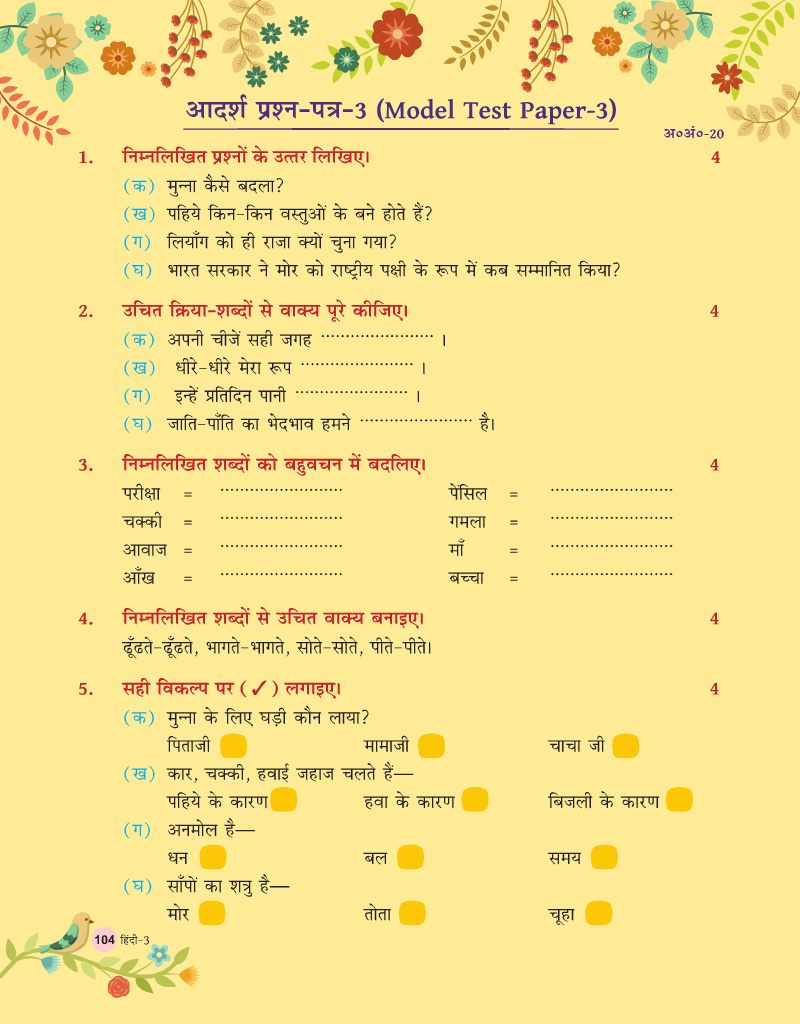 आदर्श प्रश्न-पत्र-3 (Model Test Paper-3)
अ०अं०-20
1. निम्नलिखित प्रश्नों के उत्तर लिखिए। 4
(क) मुन्ना कैसे बदला?
(ख) पहिये किन-किन वस्तुओं के बने होते हैं?
(ग) लियाँग को ही राजा क्यों चुना गया?
(घ) भारत सरकार ने मोर को राष्ट्रीय पक्षी के रूप में कब सम्मानित किया?
2. उचित क्रिया-शब्दों से वाक्य पूरे कीजिए। 4
(क) अपनी चीजें सही जगह ....................... ।
(ख) धीरे-धीरे मेरा रूप ....................... ।
(ग) इन्हें प्रतिदिन पानी ....................... ।
(घ) जाति-पाँति का भेदभाव हमने ....................... है।
3. निम्नलिखित शब्दों को बहुवचन में बदलिए। 4
परीक्षा = ......................... पेंसिल = .........................
चक्की = ......................... गमला = .........................
आवाज = ......................... माँ = .........................
आँख = ......................... बच्चा = .........................
4. निम्नलिखित शब्दों से उचित वाक्य बनाइए। 4
ढूँढते-ढूँढते, भागते-भागते, सोते-सोते, पीते-पीते।
5. सही विकल्प पर (✓) लगाइए। 4
(क) मुन्ना के लिए घड़ी कौन लाया?
पिताजी मामाजी चाचा जी
(ख) कार, चक्की, हवाई जहाज चलते हैं—
पहिये के कारण हवा के कारण बिजली के कारण
(ग) अनमोल है—
धन बल समय
(घ) साँपों का शत्रु है—
मोर तोता चूहा
104 हिंदी-3